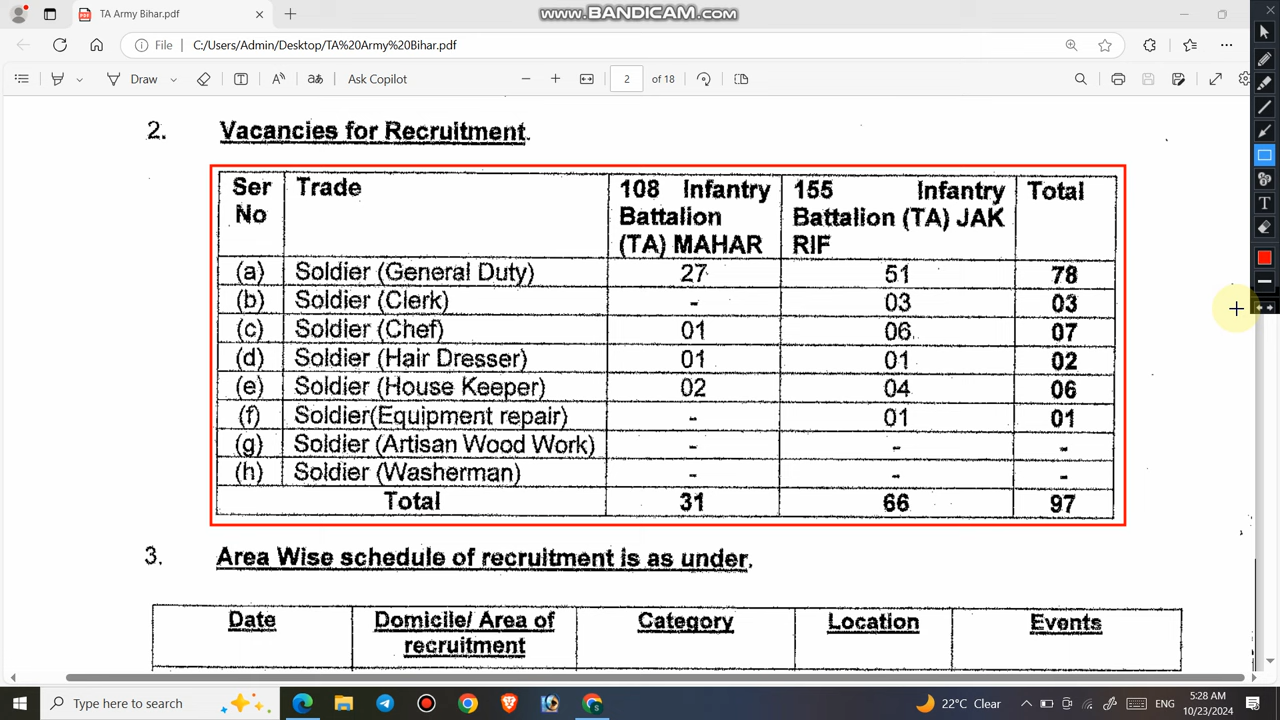 TA Army Bihar.pdf
www.BANDICAM.com
File C:/Users/Admin/Desktop/TA%20Army%20Bihar.pdf
Draw Ask Copilot 2 of 18
2. Vacancies for Recruitment.
Ser No Trade 108 Infantry Battalion (TA) MAHAR 155 Infantry Battalion (TA) JAK RIF Total
(a) Soldier (General Duty) 27 51 78
(b) Soldier (Clerk) - 03 03
(c) Soldier (Chef) 01 06 07
(d) Soldier (Hair Dresser) 01 01 02
(e) Soldier (House Keeper) 02 04 06
(f) Soldier(Equipment repair) - 01 01
(g) Soldier (Artisan Wood Work) - - -
(h) Soldier (Washerman) - - -
Total 31 66 97
3. Area Wise schedule of recruitment is as under.
Date Domicile/ Area of recruitment Category Location Events
Type here to search 22°C Clear ENG 5:28 AM
10/23/2024